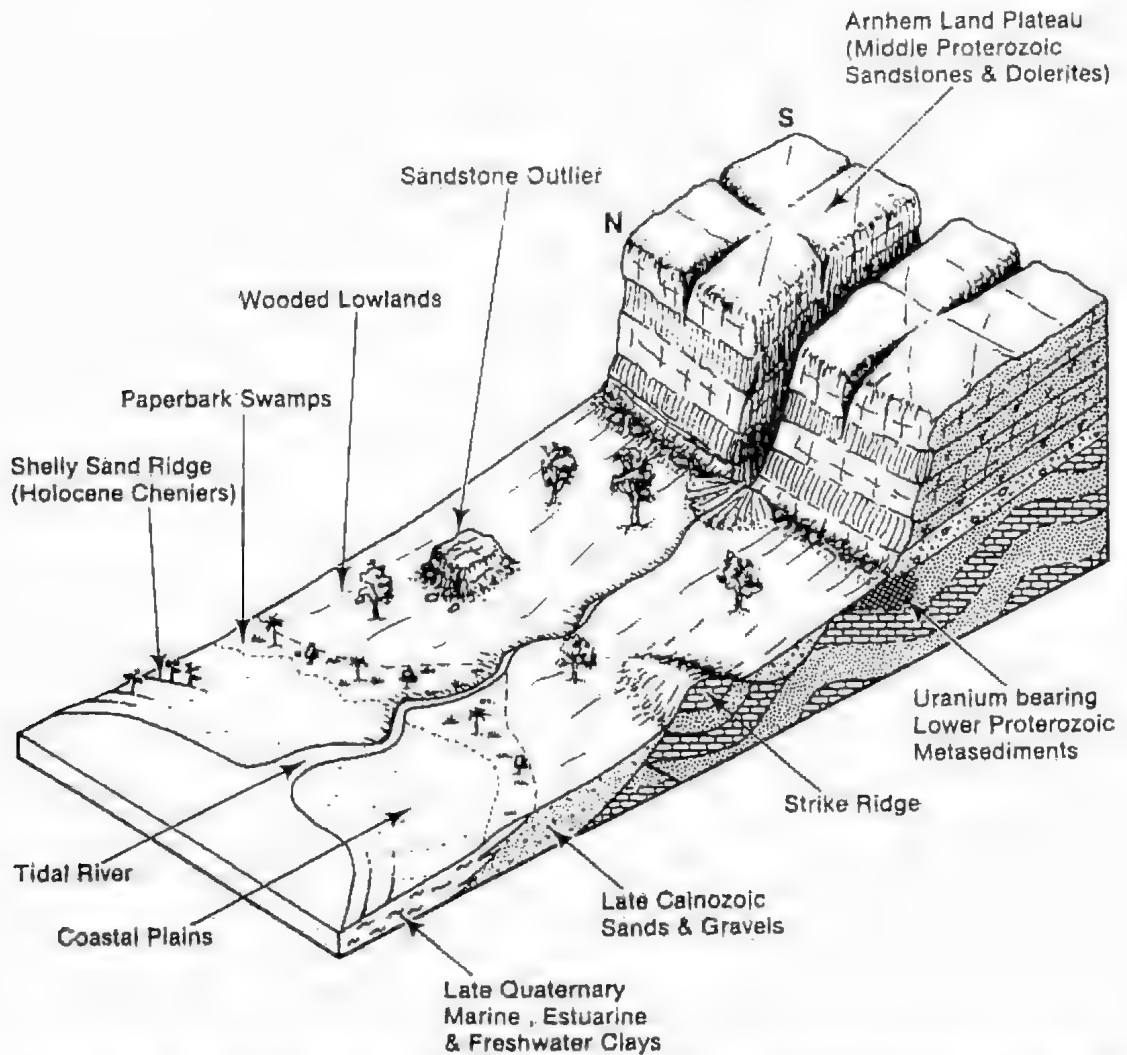 Arnhem Land Plateau
(Middle Proterozoic
Sandstones & Dolerites)
S
Sandstone Outlier
N
Wooded Lowlands
Paperbark Swamps
Shelly Sand Ridge
(Holocene Cheniers)
Uranium bearing
Lower Proterozoic
Metasediments
Strike Ridge
Tidal River
Late Cainozoic
Sands & Gravels
Coastal Plains
Late Quaternary
Marine , Estuarine
& Freshwater Clays